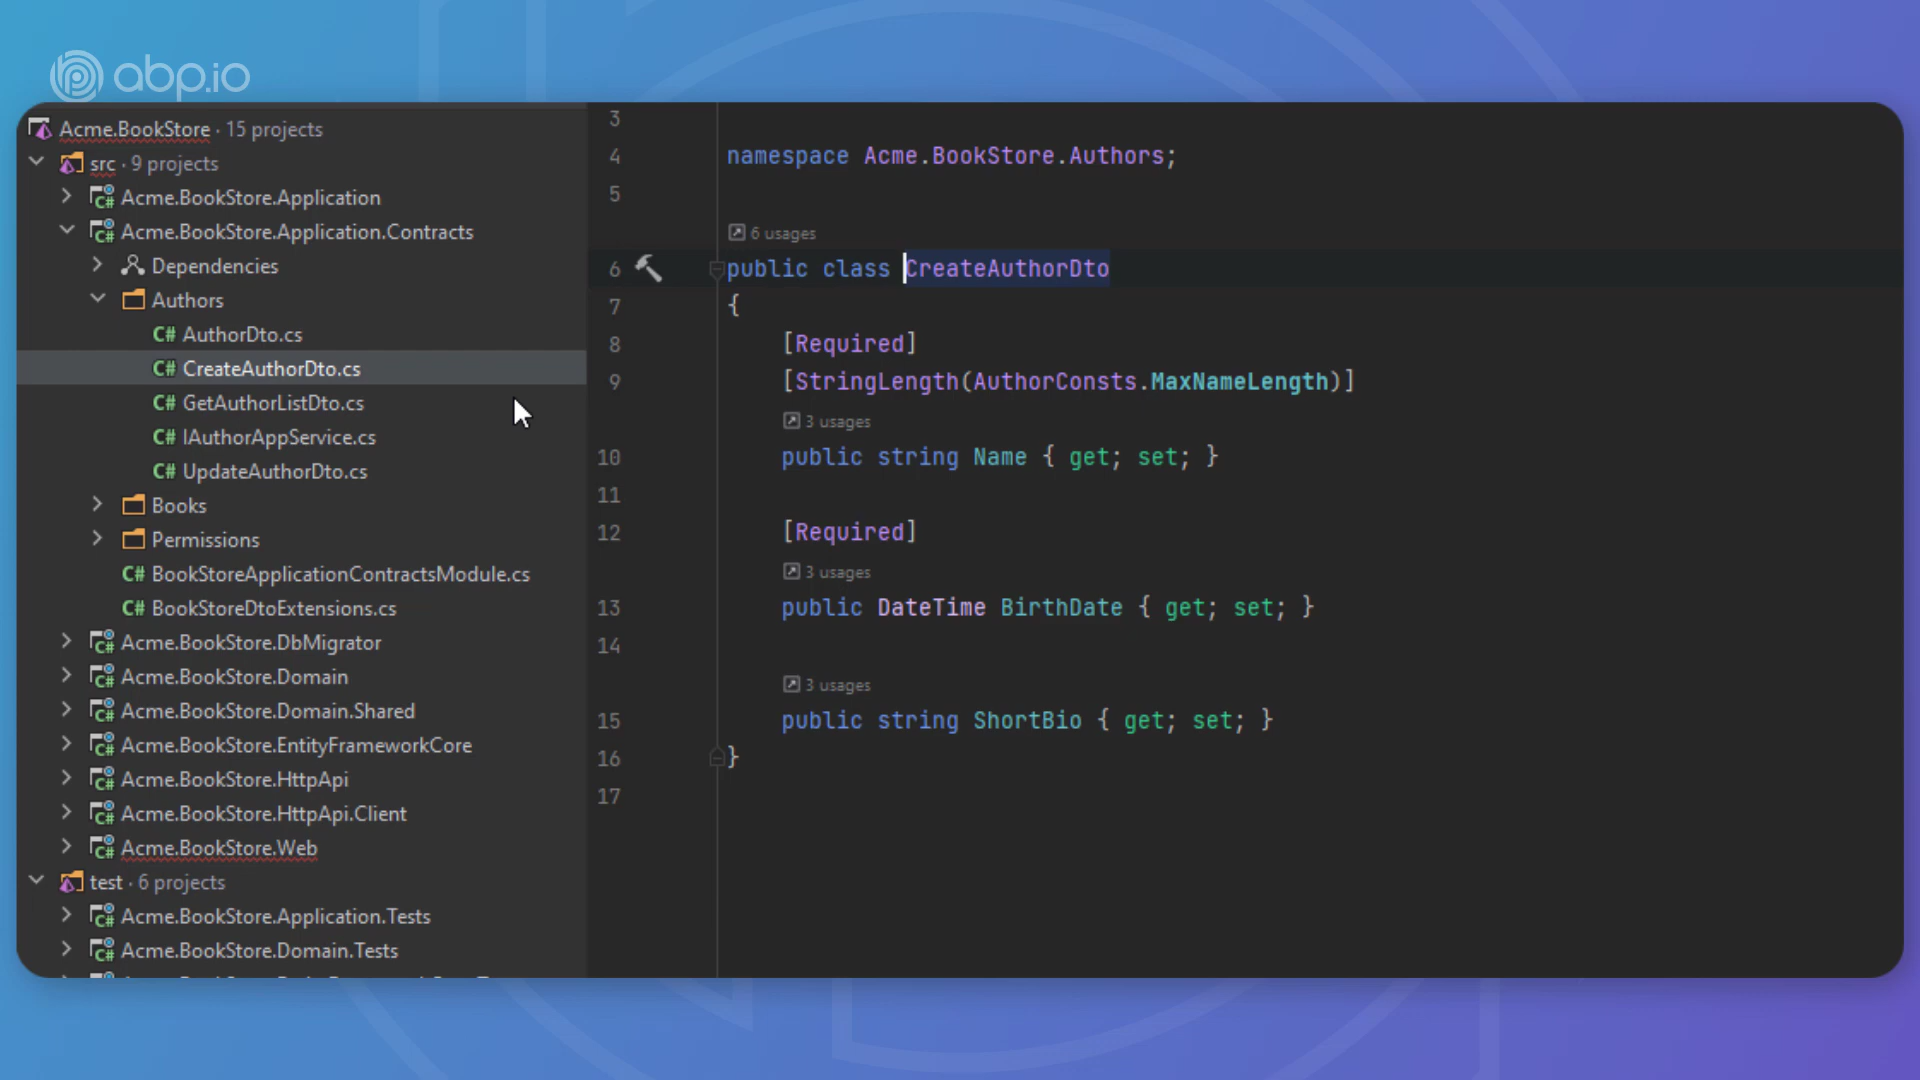 abp.io
Acme.BookStore · 15 projects
src · 9 projects
Acme.BookStore.Application
Acme.BookStore.Application.Contracts
Dependencies
Authors
C# AuthorDto.cs
C# CreateAuthorDto.cs
C# GetAuthorListDto.cs
C# IAuthorAppService.cs
C# UpdateAuthorDto.cs
Books
Permissions
C# BookStoreApplicationContractsModule.cs
C# BookStoreDtoExtensions.cs
Acme.BookStore.DbMigrator
Acme.BookStore.Domain
Acme.BookStore.Domain.Shared
Acme.BookStore.EntityFrameworkCore
Acme.BookStore.HttpApi
Acme.BookStore.HttpApi.Client
Acme.BookStore.Web
test · 6 projects
Acme.BookStore.Application.Tests
Acme.BookStore.Domain.Tests
3
4 namespace Acme.BookStore.Authors;
5
6 usages
6 public class CreateAuthorDto
7 {
8 [Required]
9 [StringLength(AuthorConsts.MaxNameLength)]
3 usages
10 public string Name { get; set; }
11
12 [Required]
3 usages
13 public DateTime BirthDate { get; set; }
14
3 usages
15 public string ShortBio { get; set; }
16 }
17